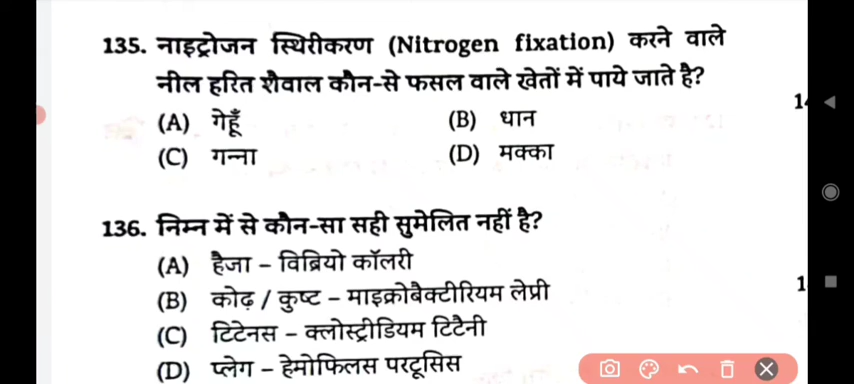 135. नाइट्रोजन स्थिरीकरण (Nitrogen fixation) करने वाले
नील हरित शैवाल कौन-से फसल वाले खेतों में पाये जाते है?
(A) गेहूँ (B) धान
(C) गन्ना (D) मक्का
136. निम्न में से कौन-सा सही सुमेलित नहीं है?
(A) हैजा – विब्रियो कॉलरी
(B) कोढ़ / कुष्ट – माइक्रोबैक्टीरियम लेप्री
(C) टिटेनस – क्लोस्ट्रीडियम टिटैनी
(D) प्लेग – हेमोफिलस परटूसिस